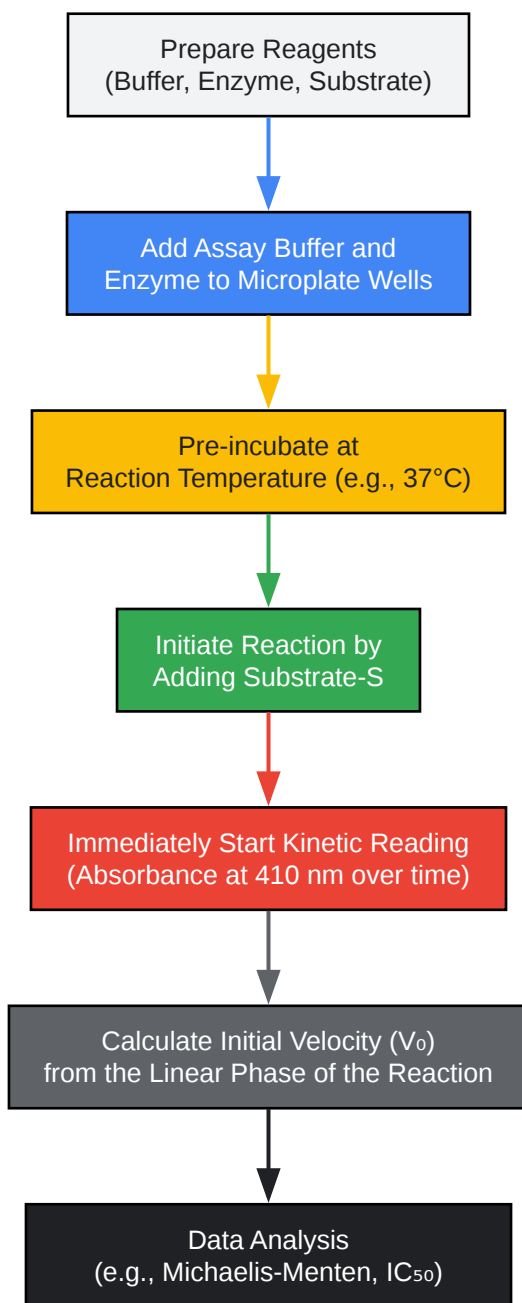 Prepare Reagents
(Buffer, Enzyme, Substrate)
Add Assay Buffer and
Enzyme to Microplate Wells
Pre-incubate at
Reaction Temperature (e.g., 37°C)
Initiate Reaction by
Adding Substrate-S
Immediately Start Kinetic Reading
(Absorbance at 410 nm over time)
Calculate Initial Velocity (V₀)
from the Linear Phase of the Reaction
Data Analysis
(e.g., Michaelis-Menten, IC₅₀)